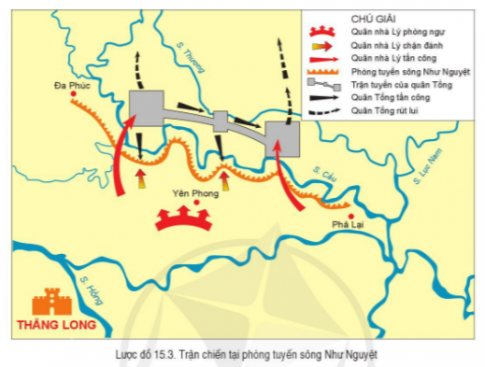 CHÚ GIẢI
Quân nhà Lý phòng ngự
Quân nhà Lý chặn đánh
Quân nhà Lý tấn công
Phòng tuyến sông Như Nguyệt
Trận tuyến của quân Tống
Quân Tống tấn công
Quân Tống rút lui
S. Thương
Đa Phúc
S. Lục Nam
S. Cầu
Yên Phong
Phả Lại
S. Hồng
THĂNG LONG
Lược đồ 15.3. Trận chiến tại phòng tuyến sông Như Nguyệt